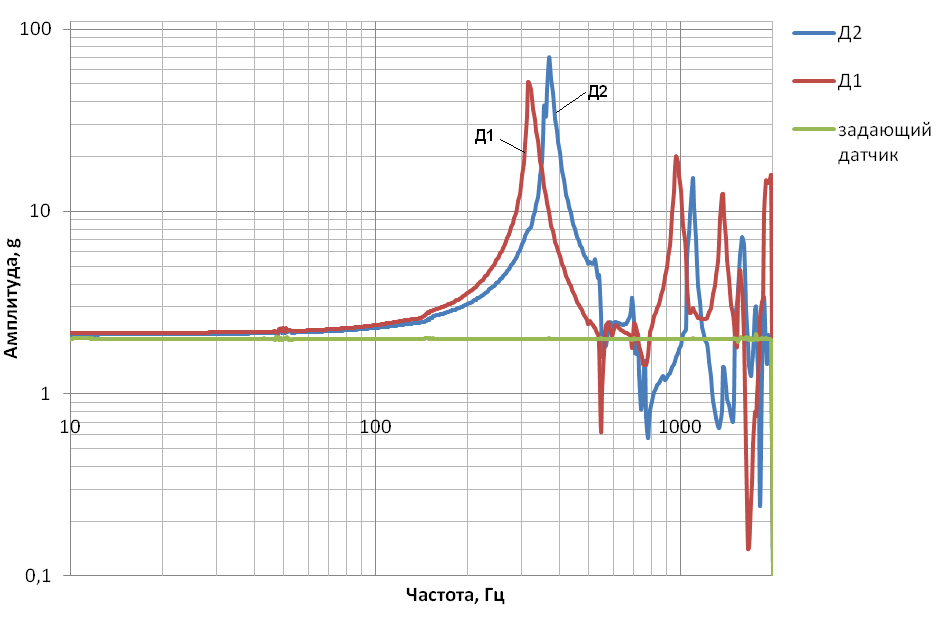 100
10
1
0,1
Амплитуда, g
10
100
1000
Частота, Гц
Д1
Д2
Д2
Д1
задающий
датчик